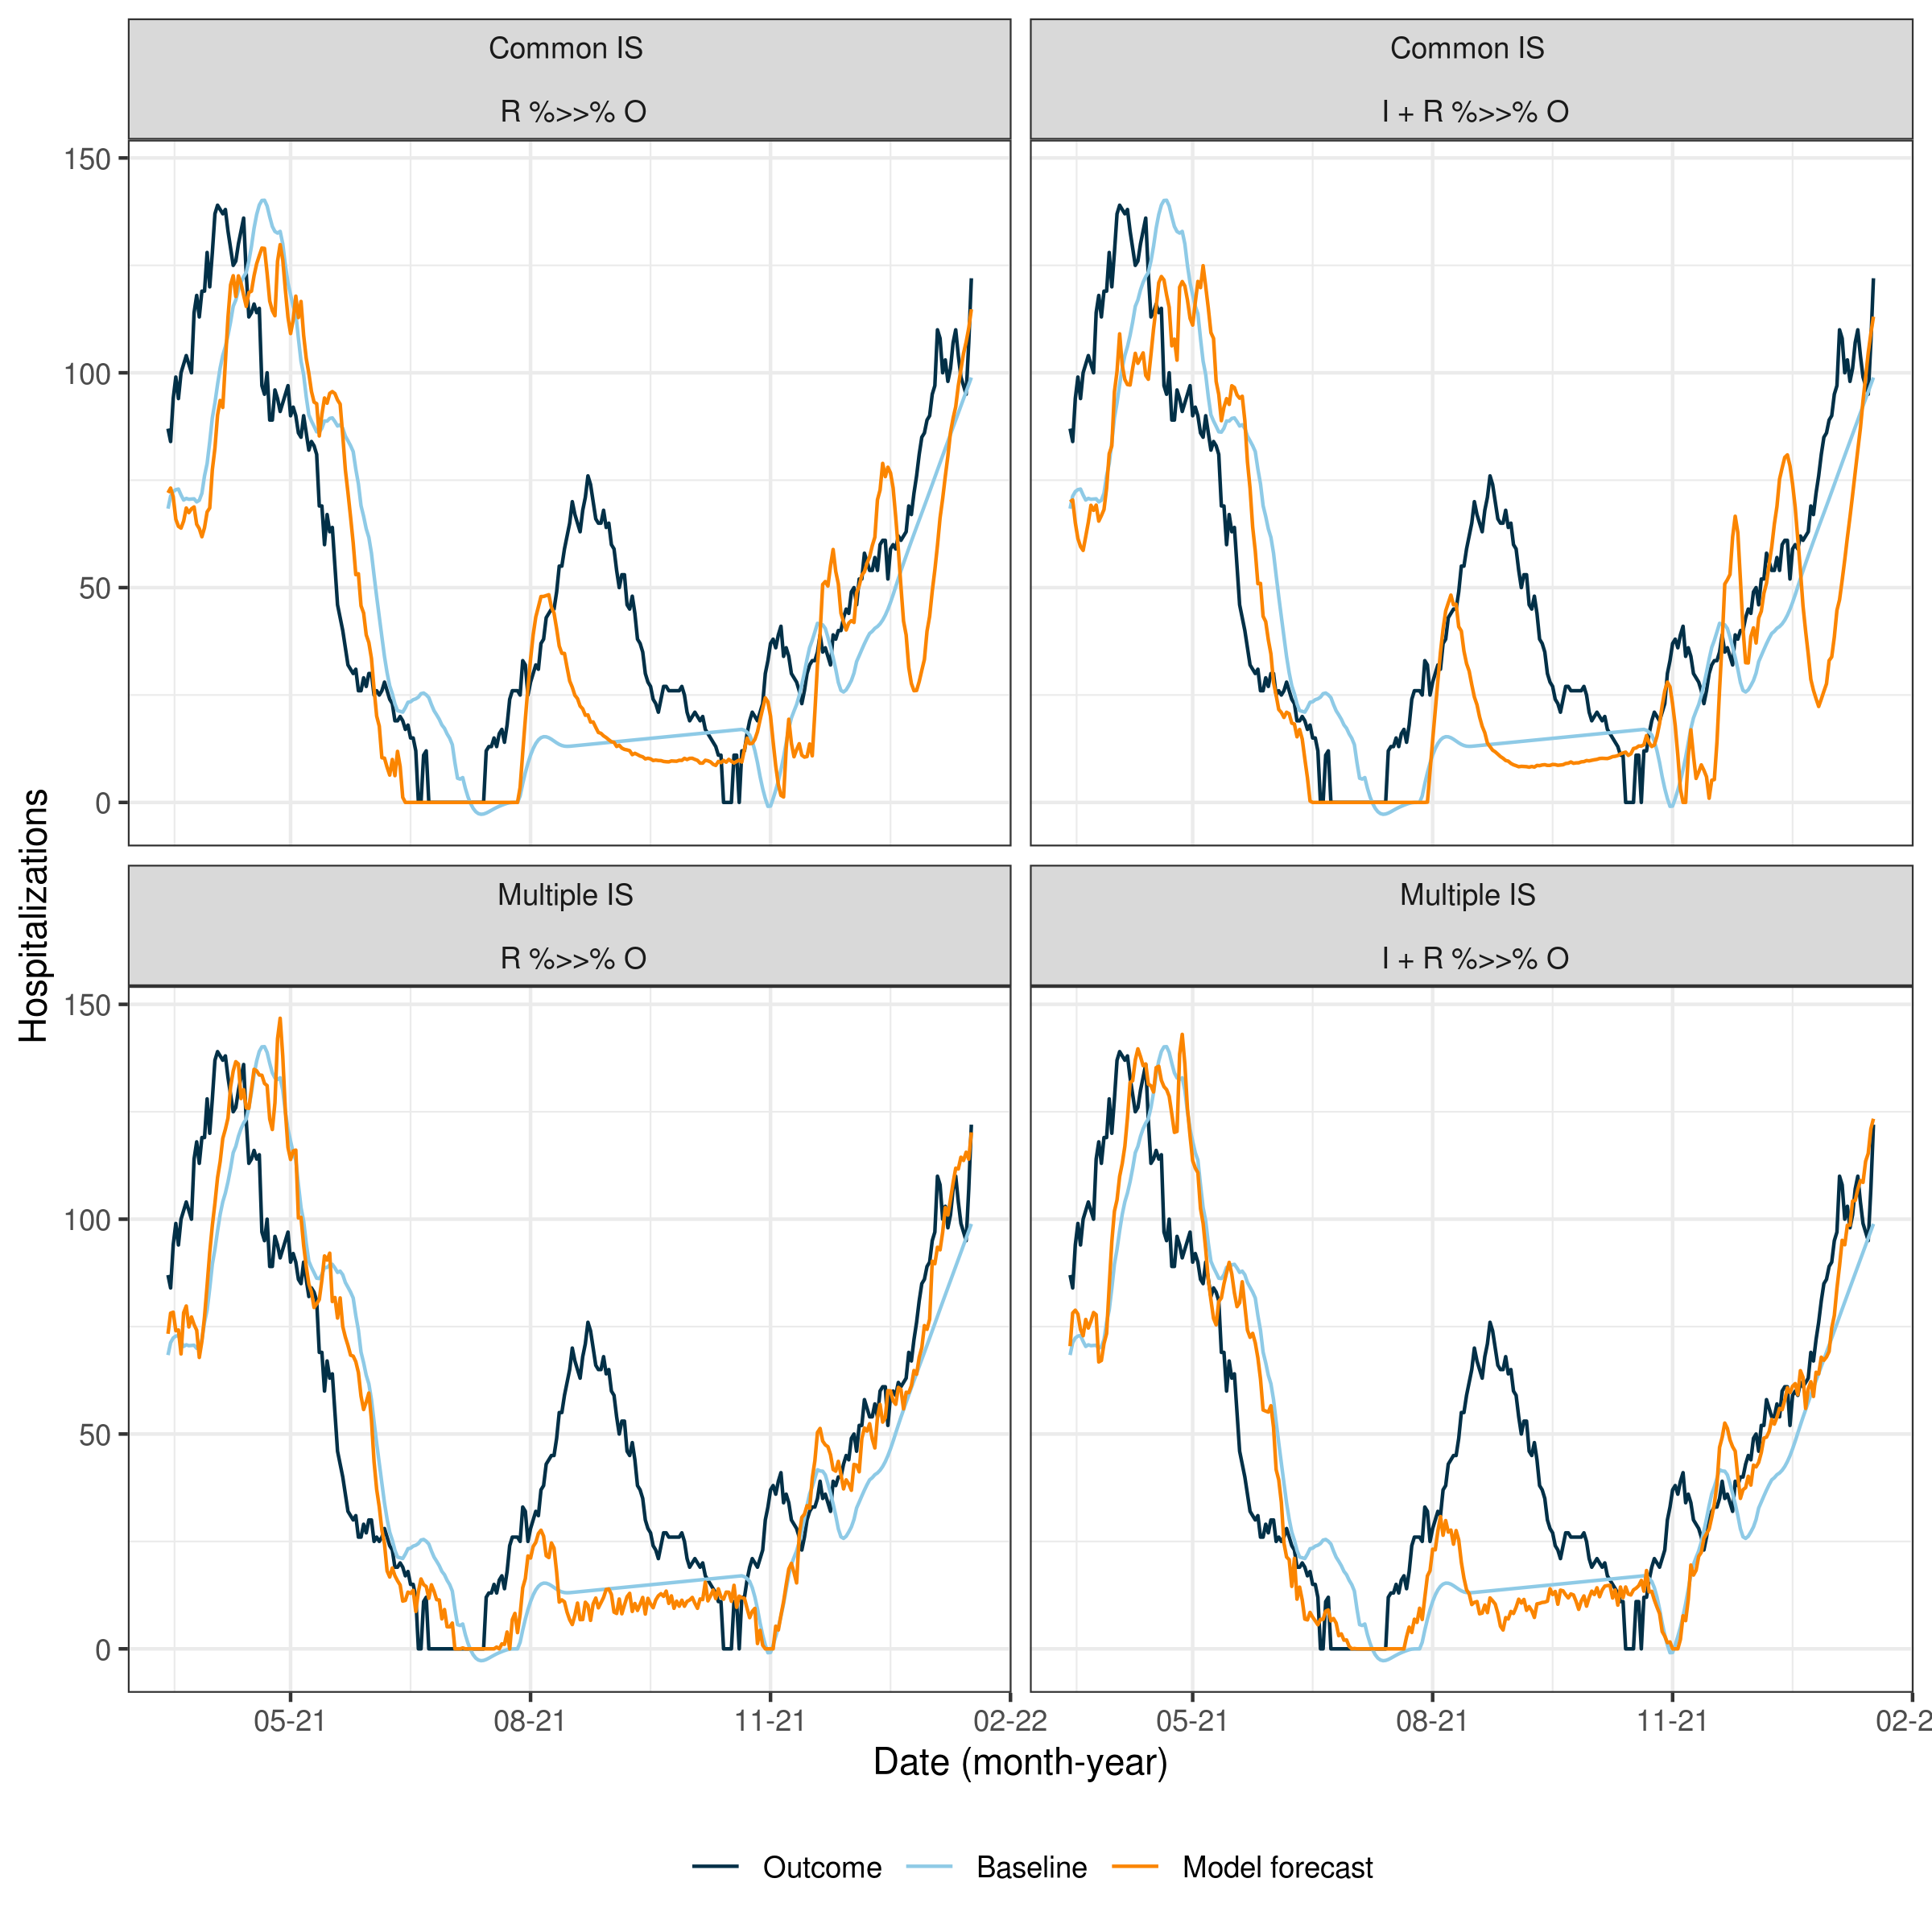 Common IS
R %>>% O
Common IS
I + R %>>% O
150
100
50
0
Multiple IS
R %>>% O
Multiple IS
I + R %>>% O
150
100
50
0
Hospitalizations
05-21
08-21
11-21
02-22
05-21
08-21
11-21
02-2
Date (month-year)
Outcome
Baseline
Model forecast